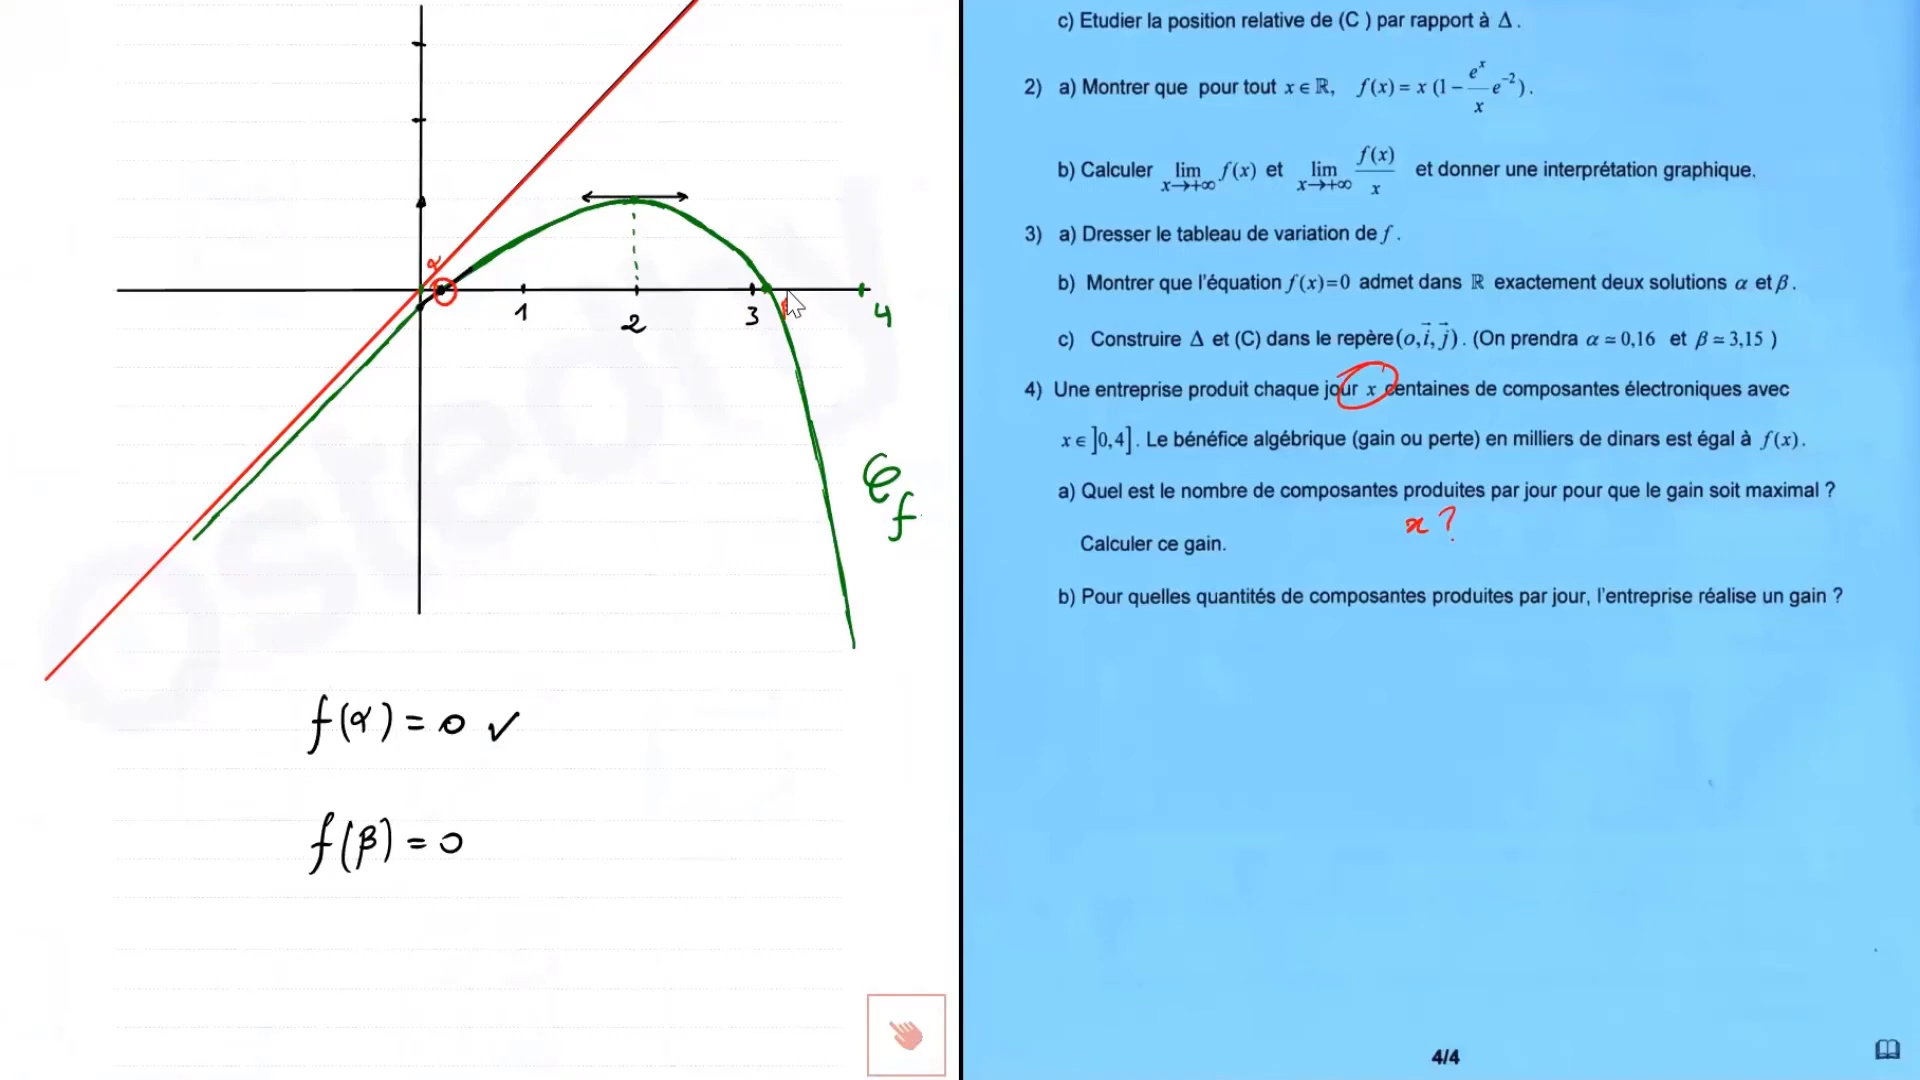 α
1
2
3
4
𝒞f
f(α) = 0 ✓
f(β) = 0
Osteony
c) Etudier la position relative de (C ) par rapport à Δ .
2) a) Montrer que pour tout x ∈ ℝ, f(x) = x (1 − e^x/x e^-2) .
b) Calculer lim x→+∞ f(x) et lim x→+∞ f(x)/x et donner une interprétation graphique.
3) a) Dresser le tableau de variation de f .
b) Montrer que l'équation f(x)=0 admet dans ℝ exactement deux solutions α et β .
c) Construire Δ et (C) dans le repère (o, i⃗, j⃗) . (On prendra α ≃ 0,16 et β ≃ 3,15 )
4) Une entreprise produit chaque jour x centaines de composantes électroniques avec
x ∈ ]0,4] . Le bénéfice algébrique (gain ou perte) en milliers de dinars est égal à f(x) .
a) Quel est le nombre de composantes produites par jour pour que le gain soit maximal ?
x ?
Calculer ce gain.
b) Pour quelles quantités de composantes produites par jour, l'entreprise réalise un gain ?
4/4